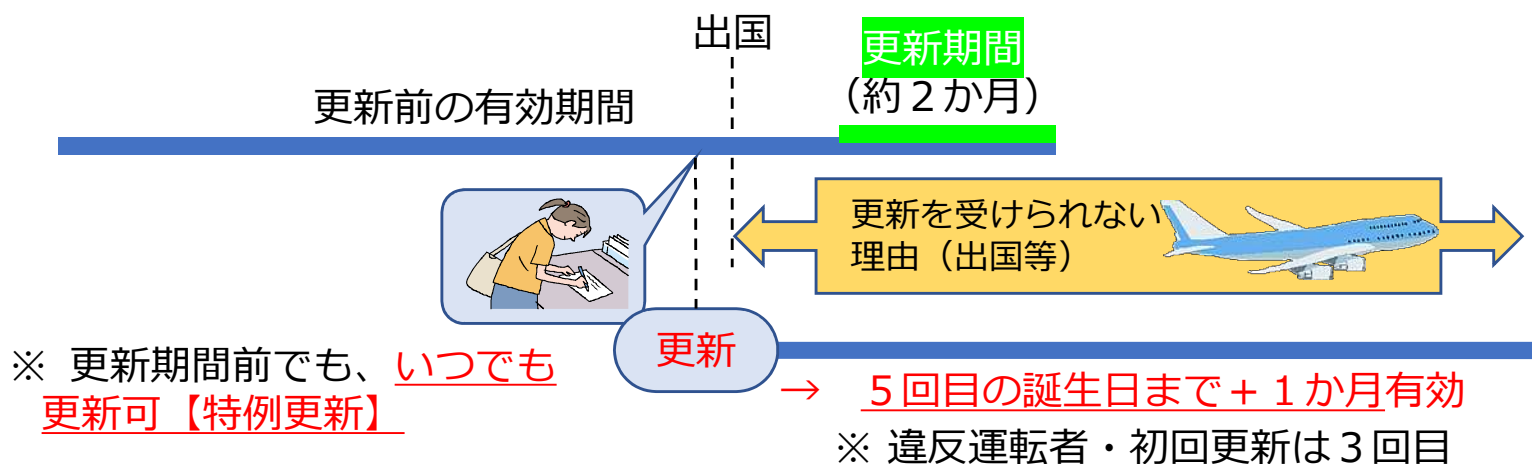 出国
更新期間
（約２か月）
更新前の有効期間
更新を受けられない
理由（出国等）
更新
※ 更新期間前でも、いつでも
更新可【特例更新】
→ ５回目の誕生日まで＋１か月有効
※ 違反運転者・初回更新は３回目